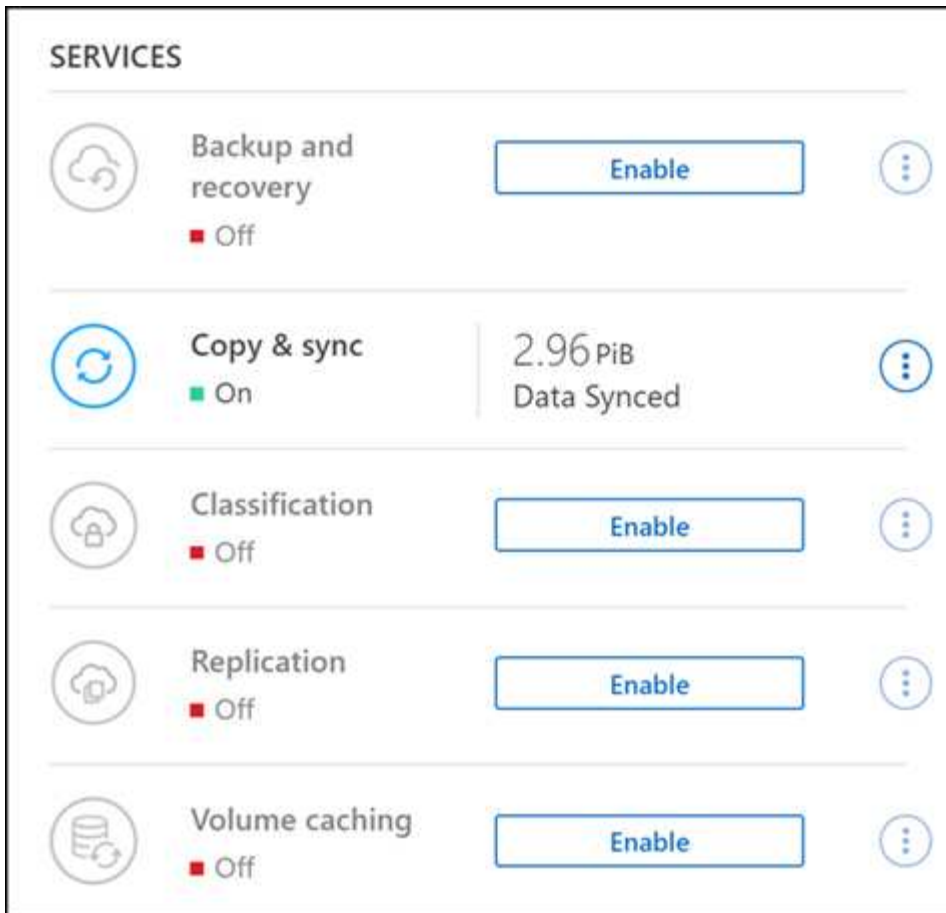 SERVICES
Backup and
recovery
Off
Enable
Copy & sync
On
2.96 PiB
Data Synced
Classification
Off
Enable
Replication
Off
Enable
Volume caching
Off
Enable